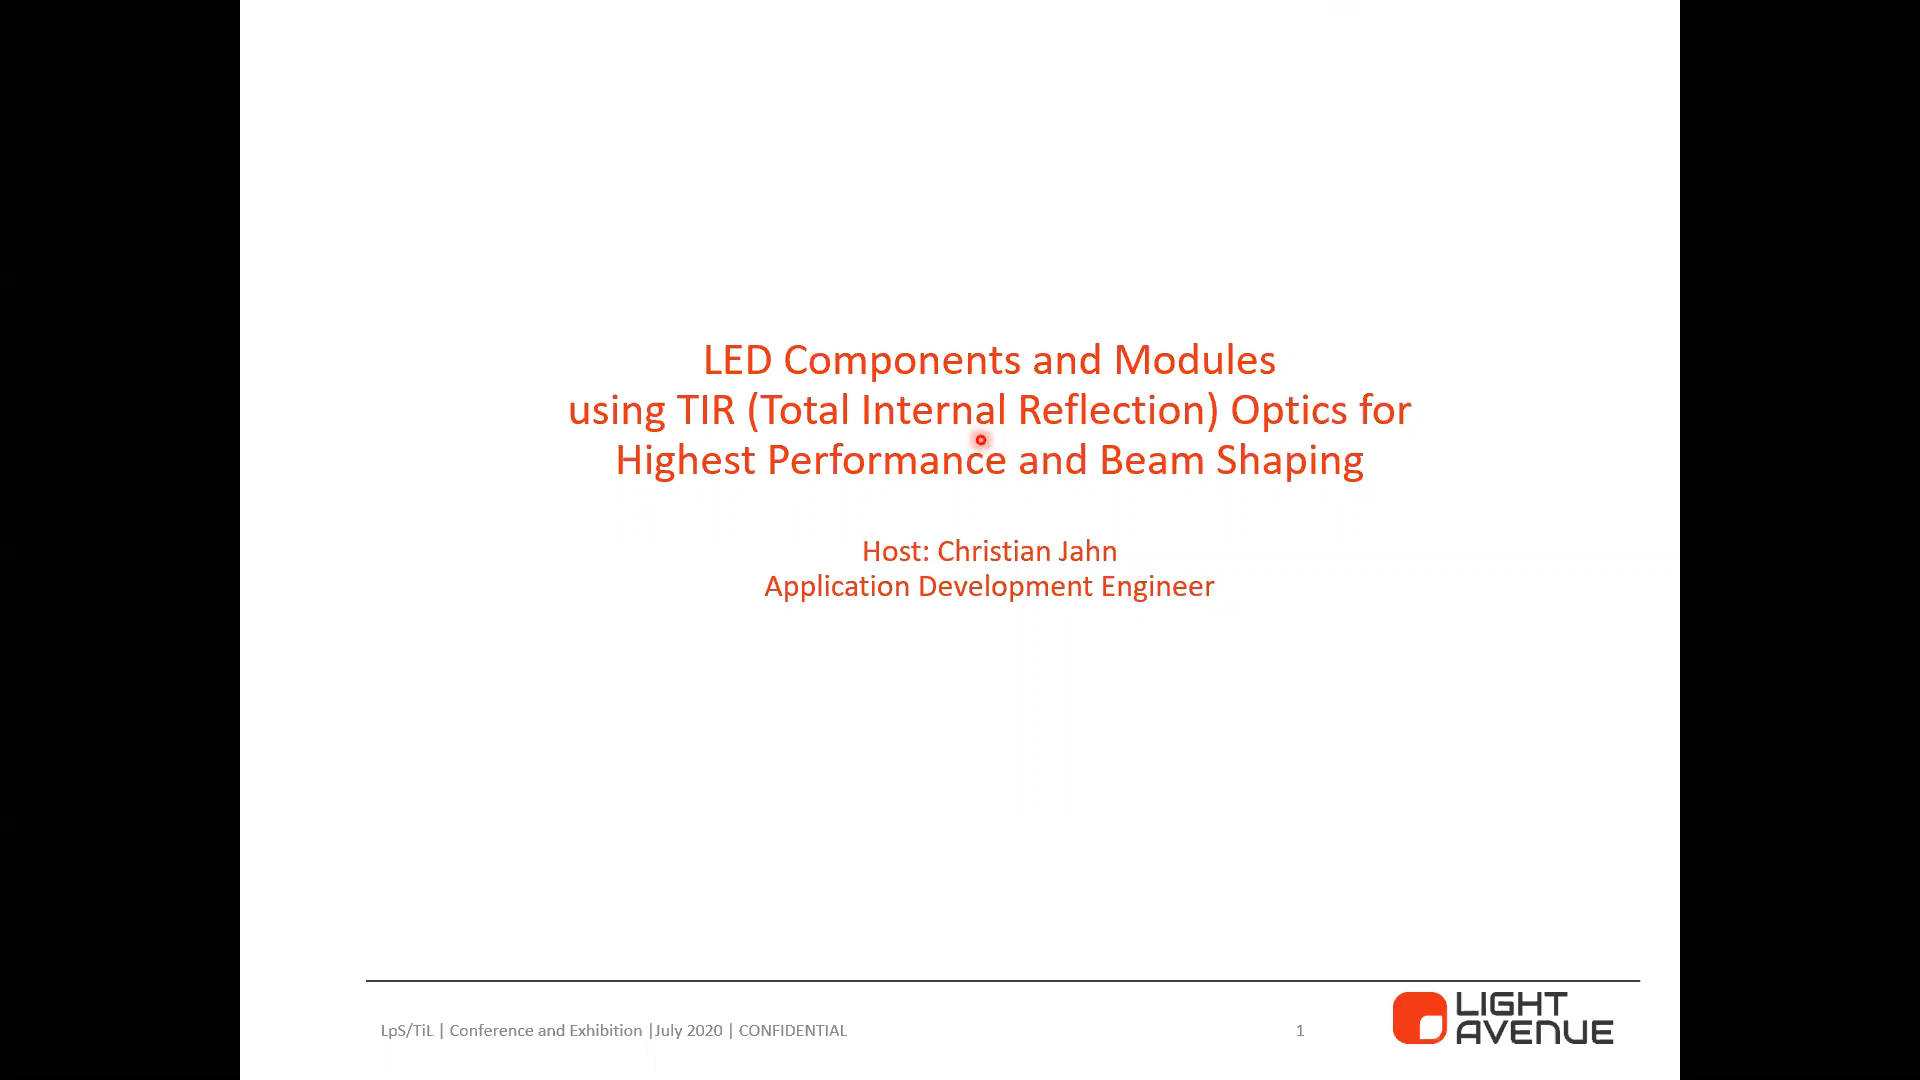 LED Components and Modules
using TIR (Total Internal Reflection) Optics for
Highest Performance and Beam Shaping
Host: Christian Jahn
Application Development Engineer
LpS/TiL | Conference and Exhibition |July 2020 | CONFIDENTIAL
1
LIGHT
AVENUE